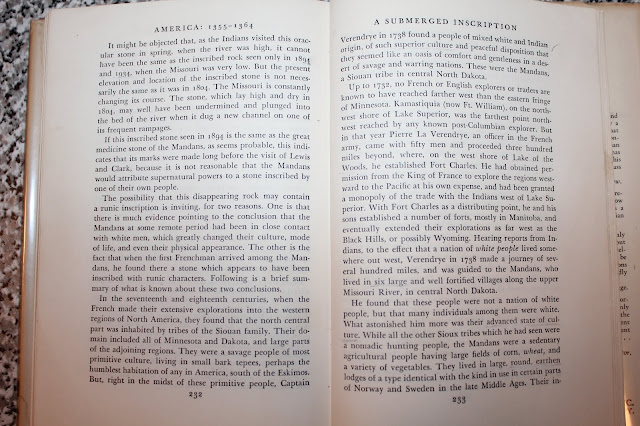 AMERICA: 1355–1364
It might be objected that, as the Indians visited this orac-
ular stone in spring, when the river was high, it cannot
have been the same as the inscribed rock seen only in 1894
and 1934, when the Missouri was very low. But the present
elevation and location of the inscribed stone is not neces-
sarily the same as it was in 1804. The Missouri is constantly
changing its course. The stone, which lay high and dry in
1804, may well have been undermined and plunged into
the bed of the river when it dug a new channel on one of
its frequent rampages.
If this inscribed stone seen in 1894 is the same as the great
medicine stone of the Mandans, as seems probable, this indi-
cates that its marks were made long before the visit of Lewis
and Clark, because it is not reasonable that the Mandans
would attribute supernatural powers to a stone inscribed by
one of their own people.
The possibility that this disappearing rock may contain
a runic inscription is inviting, for two reasons. One is that
there is much evidence pointing to the conclusion that the
Mandans at some remote period had been in close contact
with white men, which greatly changed their culture, mode
of life, and even their physical appearance. The other is the
fact that when the first Frenchman arrived among the Man-
dans, he found there a stone which appears to have been
inscribed with runic characters. Following is a brief sum-
mary of what is known about these two conclusions.
In the seventeenth and eighteenth centuries, when the
French made their extensive explorations into the western
regions of North America, they found that the north central
part was inhabited by tribes of the Siouan family. Their do-
main included all of Minnesota and Dakota, and large parts
of the adjoining regions. They were a savage people of most
primitive culture, living in small bark tepees, perhaps the
humblest habitation of any in America, south of the Eskimos.
But, right in the midst of these primitive people, Captain
232
A SUBMERGED INSCRIPTION
Verendrye in 1738 found a people of mixed white and Indian
origin, of such superior culture and peaceful disposition that
they seemed like an oasis of comfort and gentleness in a des-
ert of savage and warring nations. These were the Mandans,
a Siouan tribe in central North Dakota.
Up to 1732, no French or English explorers or traders are
known to have reached farther west than the eastern fringe
of Minnesota. Kamastiquia (now Ft. William), on the north-
west shore of Lake Superior, was the farthest point north-
west reached by any known post-Columbian explorer. But
in that year Pierre La Verendrye, an officer in the French
army, came with fifty men and proceeded three hundred
miles beyond, where, on the west shore of Lake of the
Woods, he established Fort Charles. He had obtained per-
mission from the King of France to explore the regions west-
ward to the Pacific at his own expense, and had been granted
a monopoly of the trade with the Indians west of Lake Su-
perior. With Fort Charles as a distributing point, he and his
sons established a number of forts, mostly in Manitoba, and
eventually extended their explorations as far west as the
Black Hills, or possibly Wyoming. Hearing reports from In-
dians, to the effect that a nation of white people lived some-
where out west, Verendrye in 1738 made a journey of sev-
eral hundred miles, and was guided to the Mandans, who
lived in six large and well fortified villages along the upper
Missouri River, in central North Dakota.
He found that these people were not a nation of white
people, but that many individuals among them were white.
What astonished him more was their advanced state of cul-
ture. While all the other Sioux tribes which he had seen were
a nomadic hunting people, the Mandans were a sedentary
agricultural people having large fields of corn, wheat, and
a variety of vegetables. They lived in large, round, earthen
lodges of a type identical with the kind in use in certain parts
of Norway and Sweden in the late Middle Ages. Their in-
233